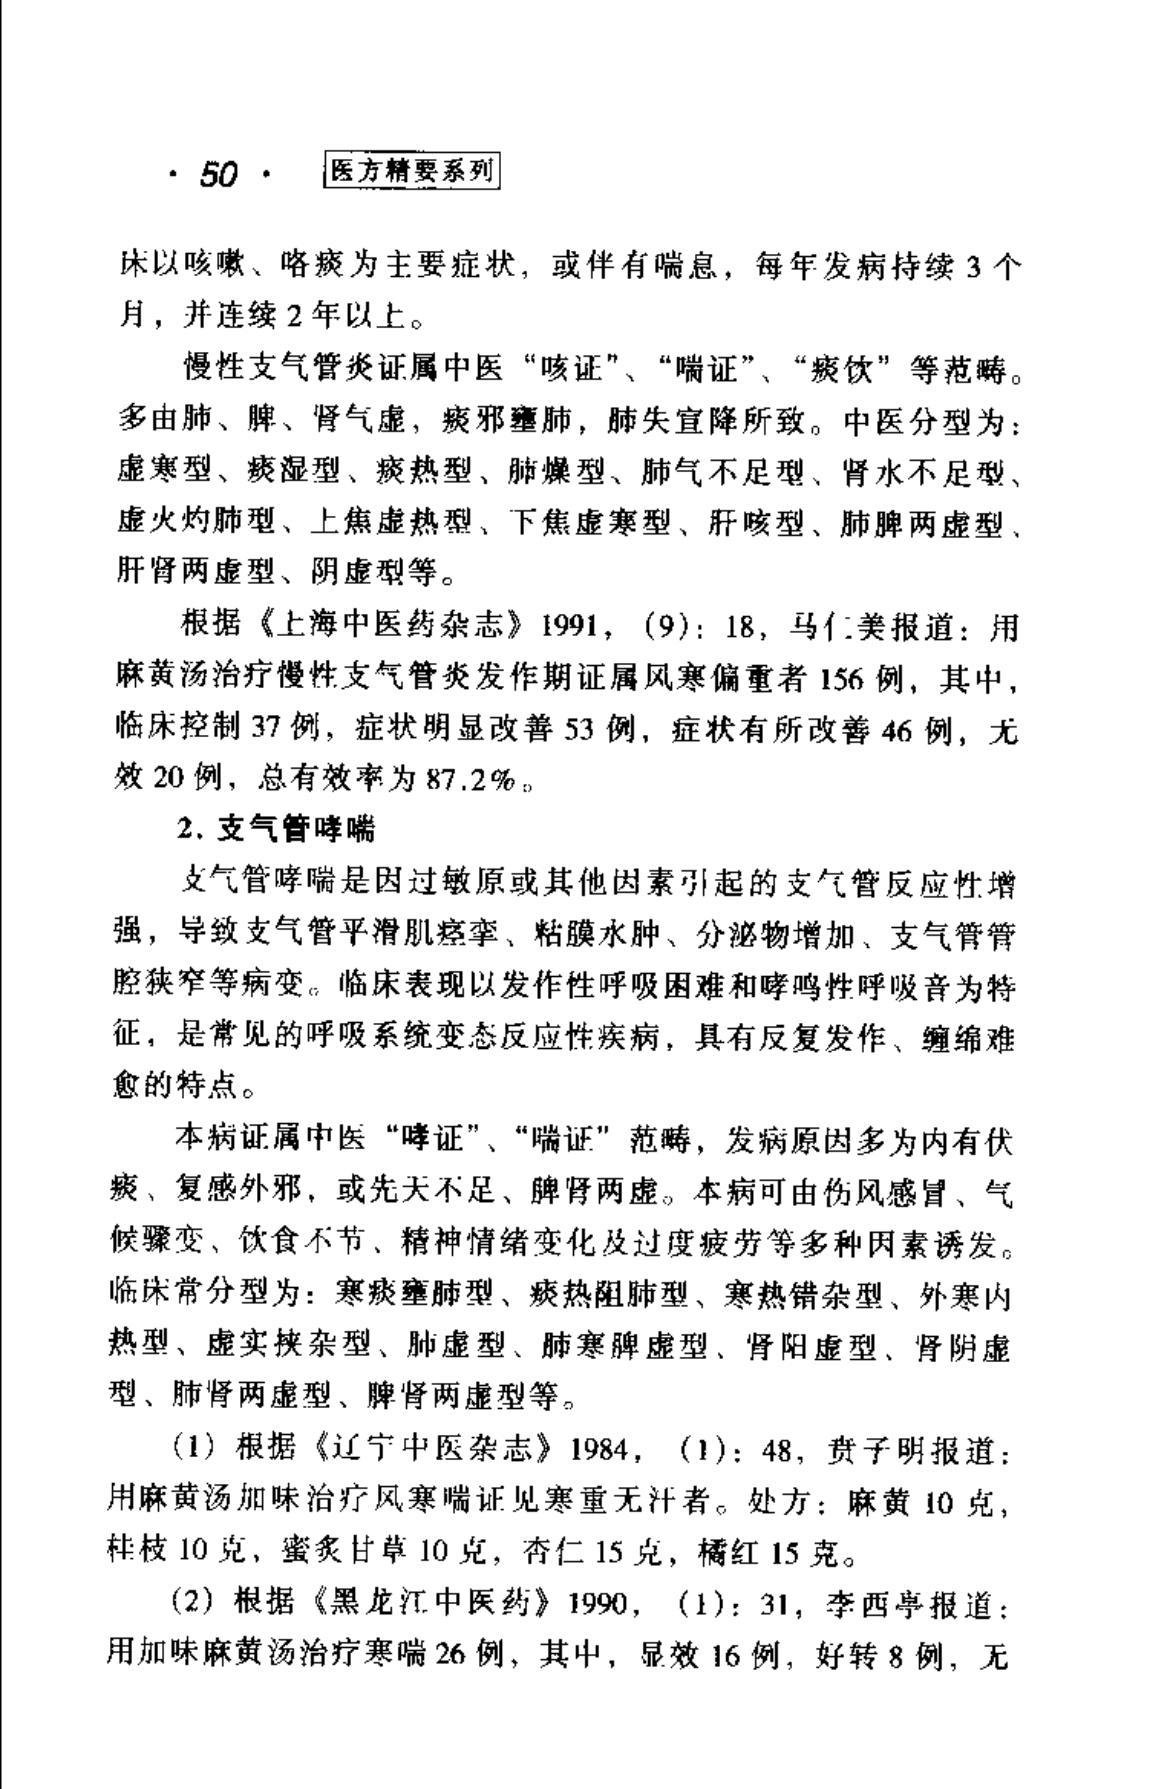 · 50 · 医方精要系列
床以咳嗽、咯痰为主要症状，或伴有喘息，每年发病持续 3 个
月，并连续 2 年以上。
慢性支气管炎证属中医“咳证”、“喘证”、“痰饮”等范畴。
多由肺、脾、肾气虚，痰邪壅肺，肺失宣降所致。中医分型为：
虚寒型、痰湿型、痰热型、肺燥型、肺气不足型、肾水不足型、
虚火灼肺型、上焦虚热型、下焦虚寒型、肝咳型、肺脾两虚型、
肝肾两虚型、阴虚型等。
根据《上海中医药杂志》1991，（9）：18，马仁美报道：用
麻黄汤治疗慢性支气管炎发作期证属风寒偏重者 156 例，其中，
临床控制 37 例，症状明显改善 53 例，症状有所改善 46 例，无
效 20 例，总有效率为 87.2%。
2. 支气管哮喘
支气管哮喘是因过敏原或其他因素引起的支气管反应性增
强，导致支气管平滑肌痉挛、粘膜水肿、分泌物增加、支气管管
腔狭窄等病变。临床表现以发作性呼吸困难和哮鸣性呼吸音为特
征，是常见的呼吸系统变态反应性疾病，具有反复发作、缠绵难
愈的特点。
本病证属中医“哮证”、“喘证”范畴，发病原因多为内有伏
痰、复感外邪，或先天不足、脾肾两虚。本病可由伤风感冒、气
候骤变、饮食不节、精神情绪变化及过度疲劳等多种因素诱发。
临床常分型为：寒痰壅肺型、痰热阻肺型、寒热错杂型、外寒内
热型、虚实挟杂型、肺虚型、肺寒脾虚型、肾阳虚型、肾阴虚
型、肺肾两虚型、脾肾两虚型等。
（1）根据《辽宁中医杂志》1984，（1）：48，贲子明报道：
用麻黄汤加味治疗风寒喘证见寒重无汗者。处方：麻黄 10 克，
桂枝 10 克，蜜炙甘草 10 克，杏仁 15 克，橘红 15 克。
（2）根据《黑龙江中医药》1990，（1）：31，李西亭报道：
用加味麻黄汤治疗寒喘 26 例，其中，显效 16 例，好转 8 例，无